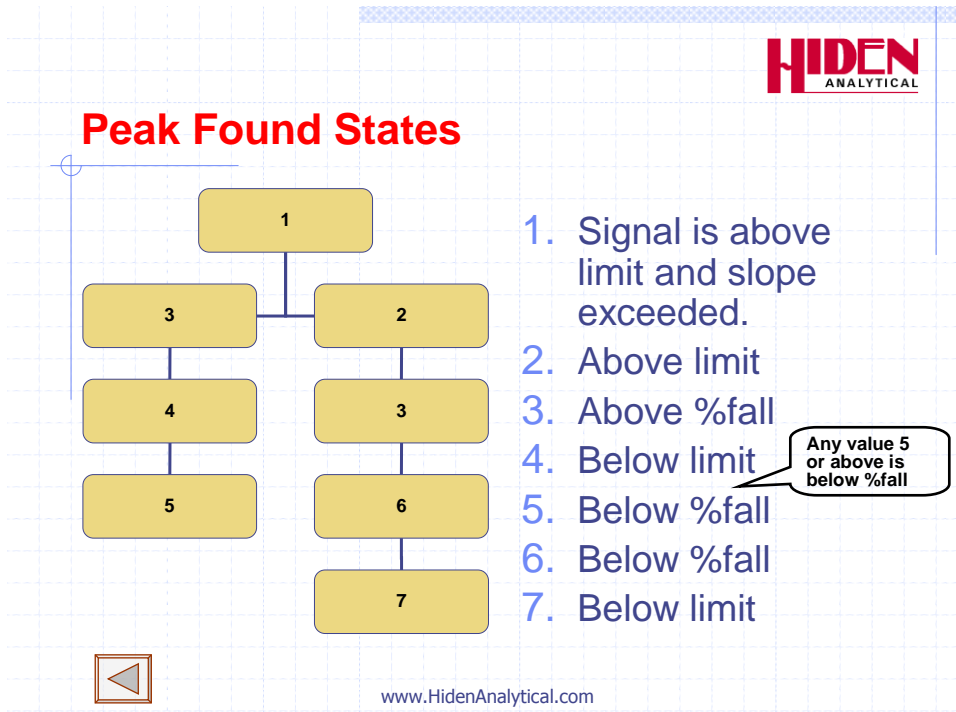 HIDEN
ANALYTICAL
Peak Found States
1
3
2
4
3
5
6
7
1. Signal is above
limit and slope
exceeded.
2. Above limit
3. Above %fall
4. Below limit
5. Below %fall
6. Below %fall
7. Below limit
Any value 5
or above is
below %fall
www.HidenAnalytical.com